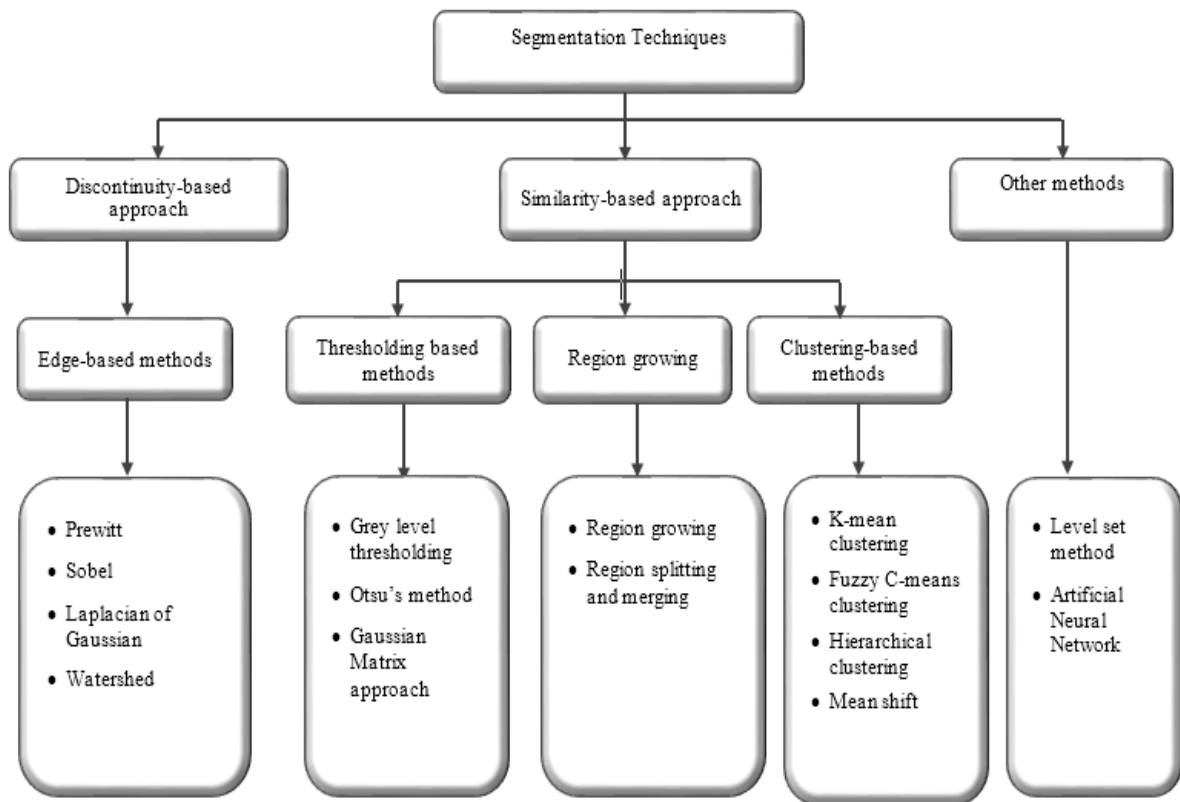 Segmentation Techniques
Discontinuity-based
approach
Similarity-based approach
Other methods
Edge-based methods
Thresholding based
methods
Region growing
Clustering-based
methods
• Prewitt
• Sobel
• Laplacian of
Gaussian
• Watershed
• Grey level
thresholding
• Otsu's method
• Gaussian
Matrix
approach
• Region growing
• Region splitting
and merging
• K-mean
clustering
• Fuzzy C-means
clustering
• Hierarchical
clustering
• Mean shift
• Level set
method
• Artificial
Neural
Network